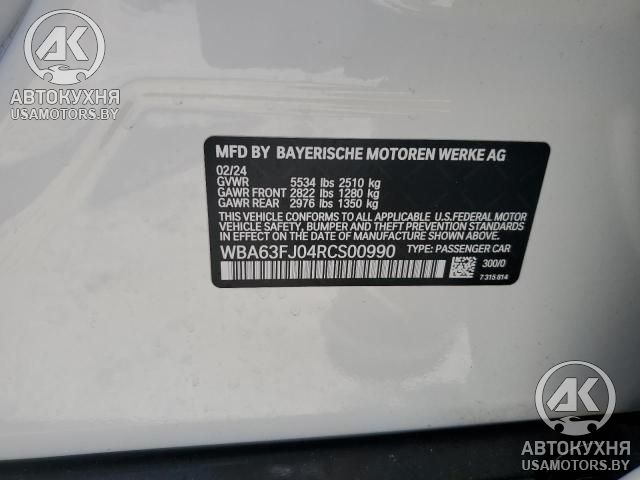 AK
АВТОКУХНЯ
USAMOTORS.BY
MFD BY BAYERISCHE MOTOREN WERKE AG
02/24
GVWR 5534 lbs 2510 kg
GAWR FRONT 2822 lbs 1280 kg
GAWR REAR 2976 lbs 1350 kg
THIS VEHICLE CONFORMS TO ALL APPLICABLE U.S.FEDERAL MOTOR
VEHICLE SAFETY, BUMPER AND THEFT PREVENTION STANDARDS
IN EFFECT ON THE DATE OF MANUFACTURE SHOWN ABOVE.
WBA63FJ04RCS00990 TYPE: PASSENGER CAR
300/0
7 315 814
AK
АВТОКУХНЯ
USAMOTORS.BY